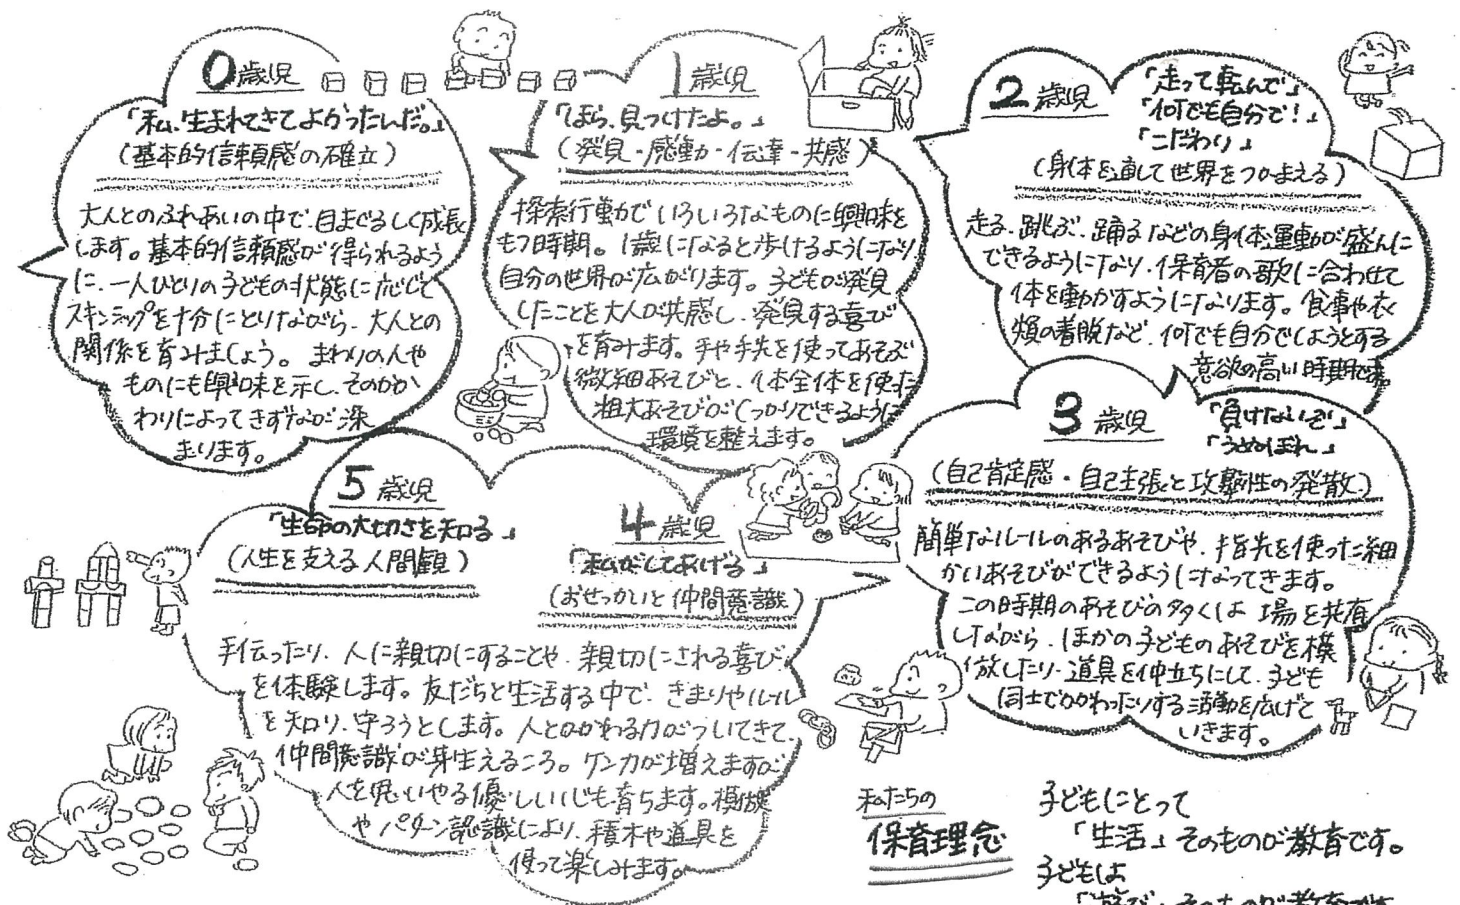 0歳児
「私、生まれてきてよかったんだ。」
(基本的信頼感の確立)
大人とのふれあいの中で、目まぐるしく成長
します。基本的信頼感が得られるよう
に、一人ひとりの子どもの状態に応じて
スキンシップを十分にとりながら、大人との
関係を育みましょう。まわりの人や
ものにも興味を示し、そのかか
わりによってきずなが深
まります。
1歳児
「ほら、見つけたよ。」
(発見・感動・伝達・共感)
探索行動でいろいろなものに興味を
もつ時期。1歳になると歩けるようになり
自分の世界が広がります。子どもが発見
したことを大人が共感し、発見する喜び
を育みます。手や手先を使ってあそぶ
微細あそびと、体全体を使った
粗大あそびがしっかりできるように
環境を整えます。
2歳児
「走って転んで」
「何でも自分で!」
「こだわり」
(身体を通して世界をつかまえる)
走る、跳ぶ、踊るなどの身体運動が盛んに
できるようになり、保育者の歌に合わせて
体を動かすようになります。食事や衣
類の着脱など、何でも自分でしようとする
意欲の高い時期です。
3歳児
「負けないぞ」
「うぬぼれ」
(自己肯定感・自己主張と攻撃性の発散)
簡単なルールのあるあそびや、指先を使った細
かいあそびができるようになってきます。
この時期のあそびの多くは 場を共有
しながら、ほかの子どものあそびを模
倣したり、道具を仲立ちにして、子ども
同士でかかわったりする活動を広げて
いきます。
5歳児
「生命の大切さを知る」
(人生を支える人間観)
4歳児
「私がしてあげる」
(おせっかいと仲間意識)
手伝ったり、人に親切にすることや、親切にされる喜び
を体験します。友だちと生活する中で、きまりやルール
を知り、守ろうとします。人とのかかわる力がついてきて、
仲間意識が芽生えるころ。ケンカが増えますが
人を思いやる優しい心も育ちます。模倣
やパターン認識により、積木や道具を
使って楽しみます。
私たちの
保育理念
子どもにとって
「生活」そのものが教育です。
子どもは
「遊び」そのものが教育です